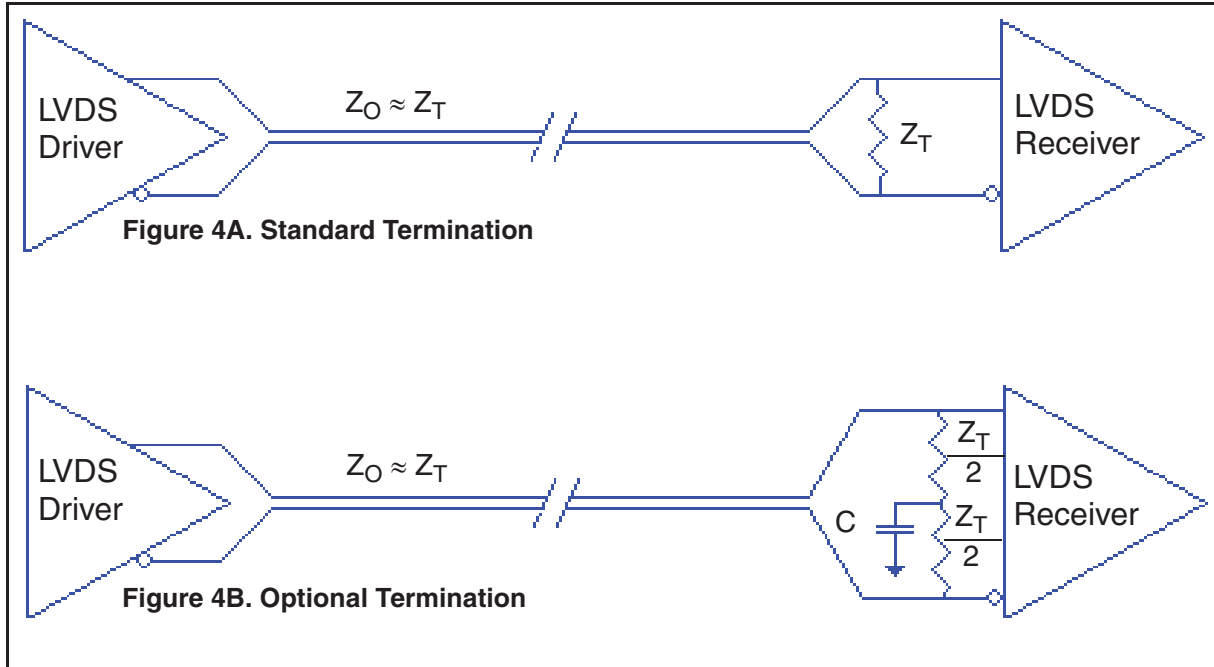 LVDS
Driver
Z_O ≈ Z_T
Z_T
LVDS
Receiver
Figure 4A. Standard Termination
LVDS
Driver
Z_O ≈ Z_T
C
Z_T
2
Z_T
2
LVDS
Receiver
Figure 4B. Optional Termination